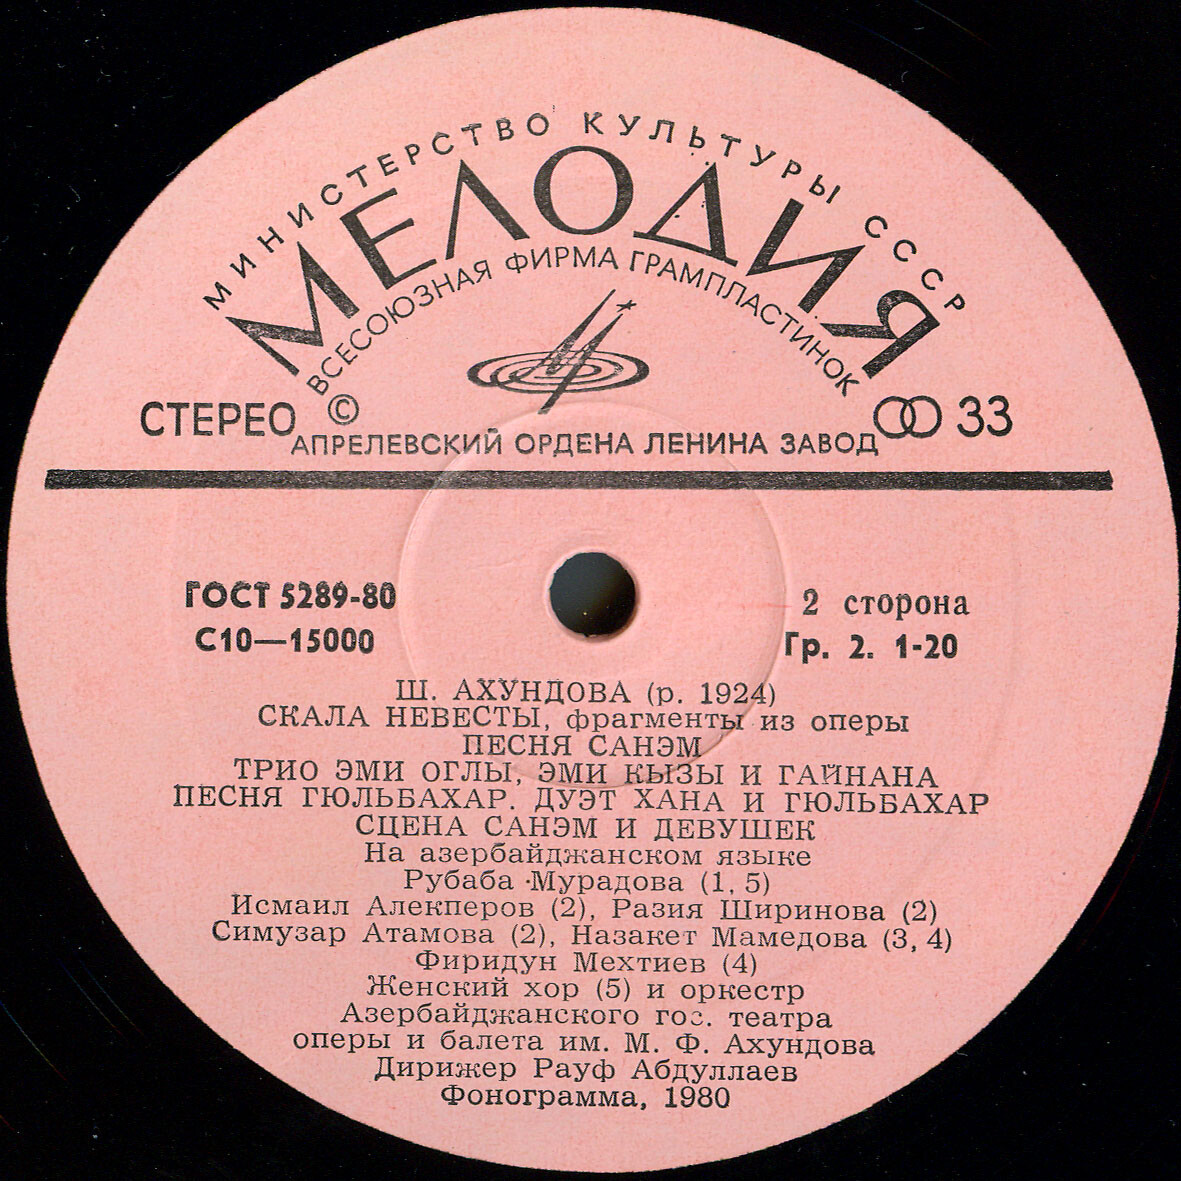 МИНИСТЕРСТВО КУЛЬТУРЫ СССР
МЕЛОДИЯ
ВСЕСОЮЗНАЯ ФИРМА ГРАМПЛАСТИНОК
СТЕРЕО © 33
АПРЕЛЕВСКИЙ ОРДЕНА ЛЕНИНА ЗАВОД
ГОСТ 5289-80
С10—15000
2 сторона
Гр. 2. 1-20
Ш. АХУНДОВА (р. 1924)
СКАЛА НЕВЕСТЫ, фрагменты из оперы
ПЕСНЯ САНЭМ
ТРИО ЭМИ ОГЛЫ, ЭМИ КЫЗЫ И ГАЙНАНА
ПЕСНЯ ГЮЛЬБАХАР. ДУЭТ ХАНА И ГЮЛЬБАХАР
СЦЕНА САНЭМ И ДЕВУШЕК
На азербайджанском языке
Рубаба Мурадова (1, 5)
Исмаил Алекперов (2), Разия Ширинова (2)
Симузар Атамова (2), Назакет Мамедова (3, 4)
Фиридун Мехтиев (4)
Женский хор (5) и оркестр
Азербайджанского гос. театра
оперы и балета им. М. Ф. Ахундова
Дирижер Рауф Абдуллаев
Фонограмма, 1980